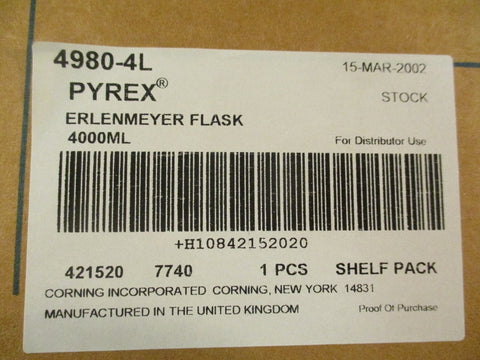 4980-4L 15-MAR-2002
PYREX® STOCK
ERLENMEYER FLASK
4000ML For Distributor Use
+H10842152020
421520 7740 1 PCS SHELF PACK
CORNING INCORPORATED CORNING, NEW YORK 14831
MANUFACTURED IN THE UNITED KINGDOM Proof Of Purchase